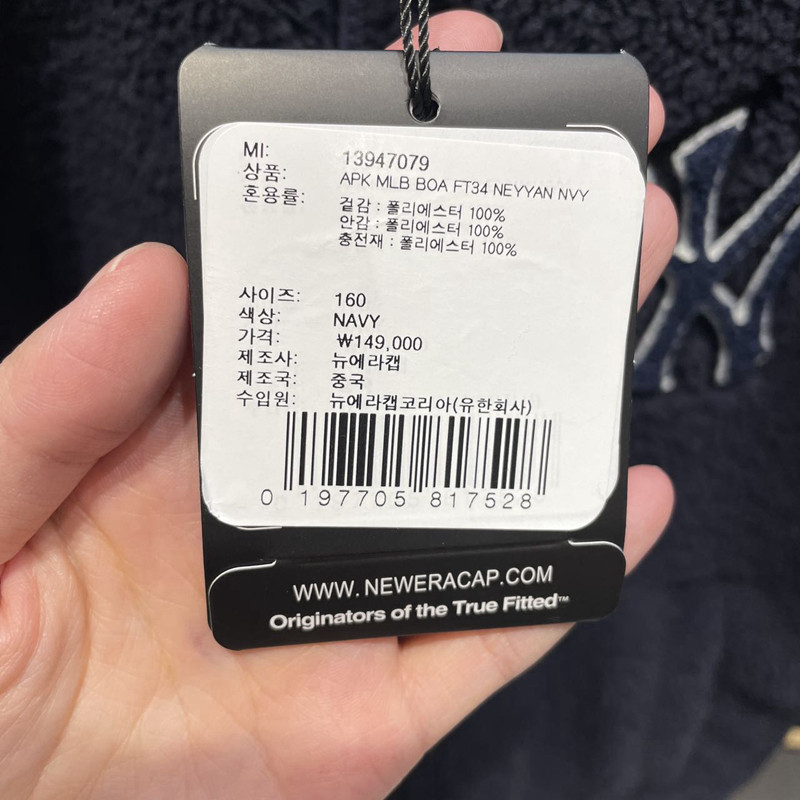 MI: 13947079
상품: APK MLB BOA FT34 NEYYAN NVY
혼용률: 겉감 : 폴리에스터 100%
안감 : 폴리에스터 100%
충전재 : 폴리에스터 100%
사이즈: 160
색상: NAVY
가격: ₩149,000
제조사: 뉴에라캡
제조국: 중국
수입원: 뉴에라캡코리아(유한회사)
0 197705 817528
WWW.NEWERACAP.COM
Originators of the True Fitted™
NY